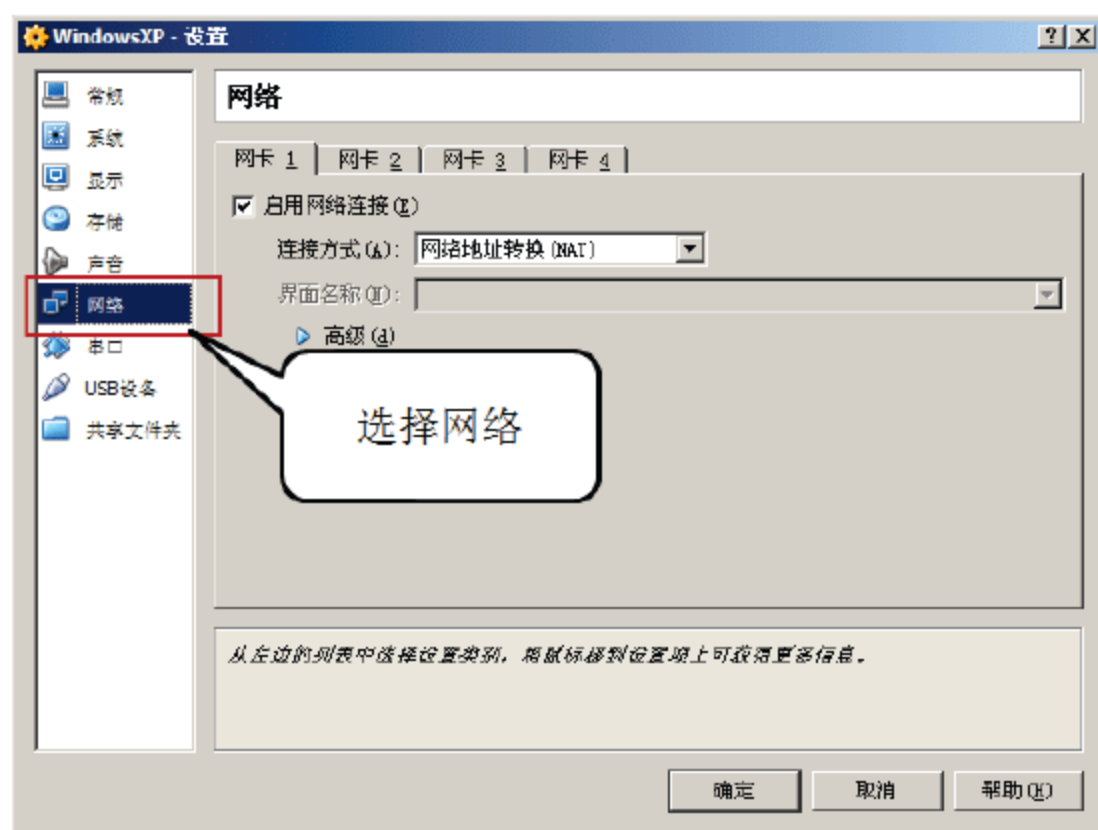 WindowsXP - 设置
常规
系统
显示
存储
声音
网络
串口
USB设备
共享文件夹
网络
网卡 1
网卡 2
网卡 3
网卡 4
启用网络连接(E)
连接方式(A):
网络地址转换(NAT)
界面名称(N):
高级(d)
选择网络
从左边的列表中选择设置类别，将鼠标移到设置项上可获得更多信息。
确定
取消
帮助(H)